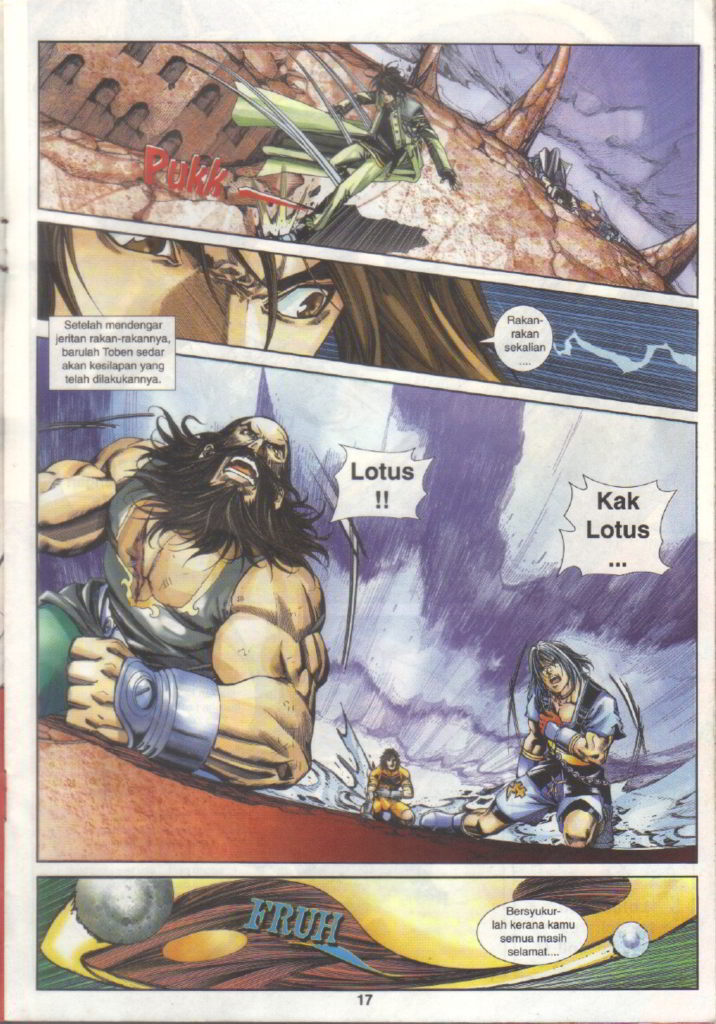 Pukk
Rakan-
rakan
sekalian
....
Setelah mendengar
jeritan rakan-rakannya,
barulah Toben sedar
akan kesilapan yang
telah dilakukannya.
Lotus
!!
Kak
Lotus
...
FRUH
Bersyukur-
lah kerana kamu
semua masih
selamat....
17